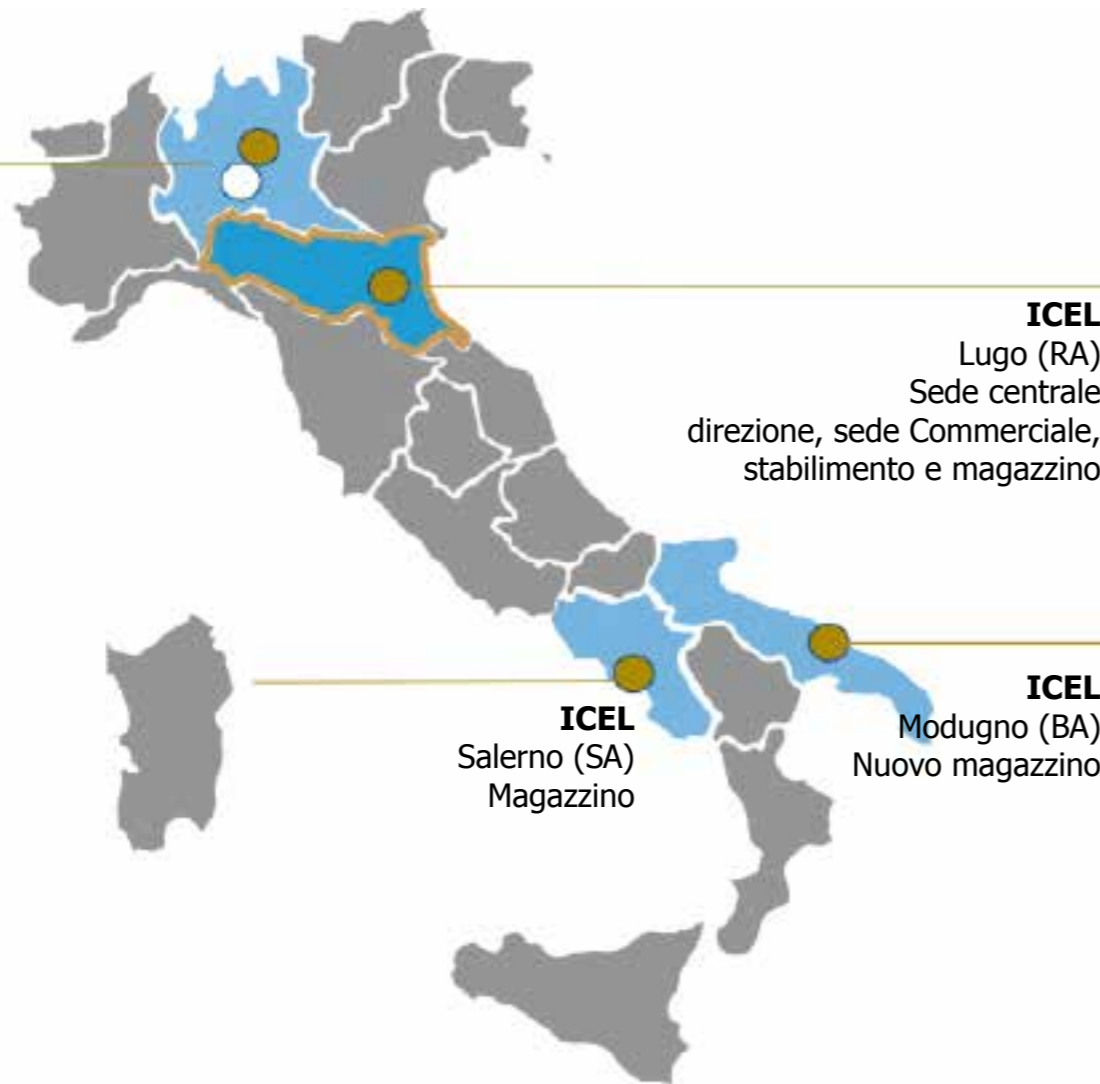 ICEL
Lugo (RA)
Sede centrale
direzione, sede Commerciale,
stabilimento e magazzino
ICEL
Salerno (SA)
Magazzino
ICEL
Modugno (BA)
Nuovo magazzino